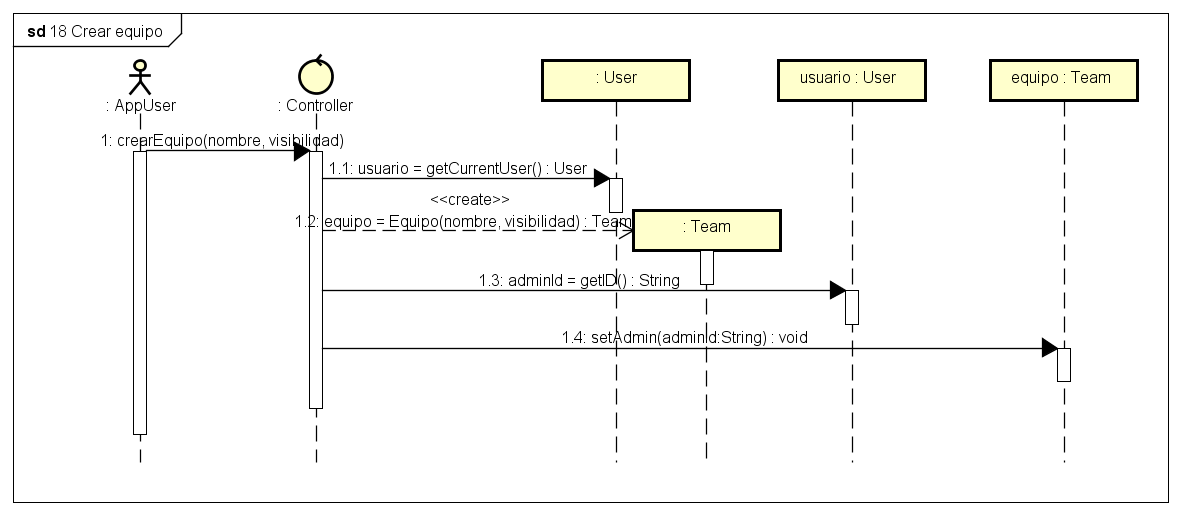 sd 18 Crear equipo
: AppUser
: Controller
: User
usuario : User
equipo : Team
1: crearEquipo(nombre, visibilidad)
1.1: usuario = getCurrentUser() : User
<<create>>
1.2: equipo = Equipo(nombre, visibilidad) : Team
: Team
1.3: adminId = getID() : String
1.4: setAdmin(adminId:String) : void